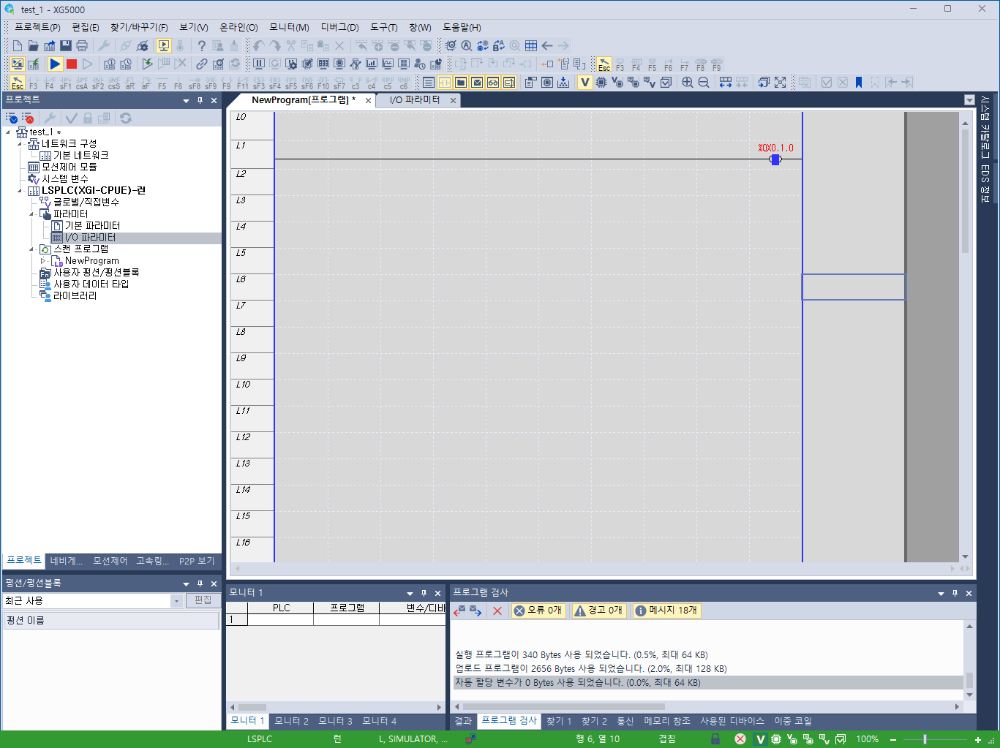 test_1 - XG5000
프로젝트(P) 편집(E) 찾기/바꾸기(F) 보기(V) 온라인(O) 모니터(M) 디버그(D) 도구(T) 창(W) 도움말(H)
Esc F3 F4 F5 F6 F7 F8 F9
Esc F3 F4 sF1 sF2 F5 F6 sF8 sF9 F9 F11 sF3 sF4 sF5 sF6 F10 sF7 c3 c4 c5 c6
프로젝트
NewProgram[프로그램] *
I/O 파라미터
test_1 *
네트워크 구성
기본 네트워크
모션제어 모듈
시스템 변수
LSPLC(XGI-CPUE)-런
글로벌/직접변수
파라미터
기본 파라미터
I/O 파라미터
스캔 프로그램
NewProgram
사용자 펑션/펑션블록
사용자 데이터 타입
라이브러리
프로젝트 네비게... 모션제어 고속링... P2P 보기
L0
L1
%QX0.1.0
L2
L3
L4
L5
L6
L7
L8
L9
L10
L11
L12
L13
L14
L15
L16
시스템 카탈로그
EDS 정보
펑션/펑션블록
최근 사용
편집
펑션 이름
모니터 1
PLC 프로그램 변수/디바
1
모니터 1 모니터 2 모니터 3 모니터 4
프로그램 검사
오류 0개 경고 0개 메시지 18개
실행 프로그램이 340 Bytes 사용 되었습니다. (0.5%, 최대 64 KB)
업로드 프로그램이 2656 Bytes 사용 되었습니다. (2.0%, 최대 128 KB)
자동 할당 변수가 0 Bytes 사용 되었습니다. (0.0%, 최대 64 KB)
결과 프로그램 검사 찾기 1 찾기 2 통신 메모리 참조 사용된 디바이스 이중 코일
LSPLC 런 L, SIMULATOR, ... 행 6, 열 10 겹침 100%